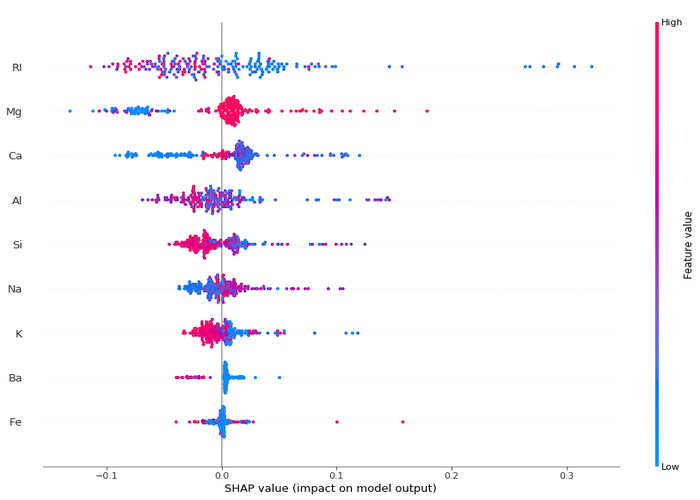 High
RI
Mg
Ca
Al
Si
Na
K
Ba
Fe
Feature value
Low
−0.1
0.0
0.1
0.2
0.3
SHAP value (impact on model output)